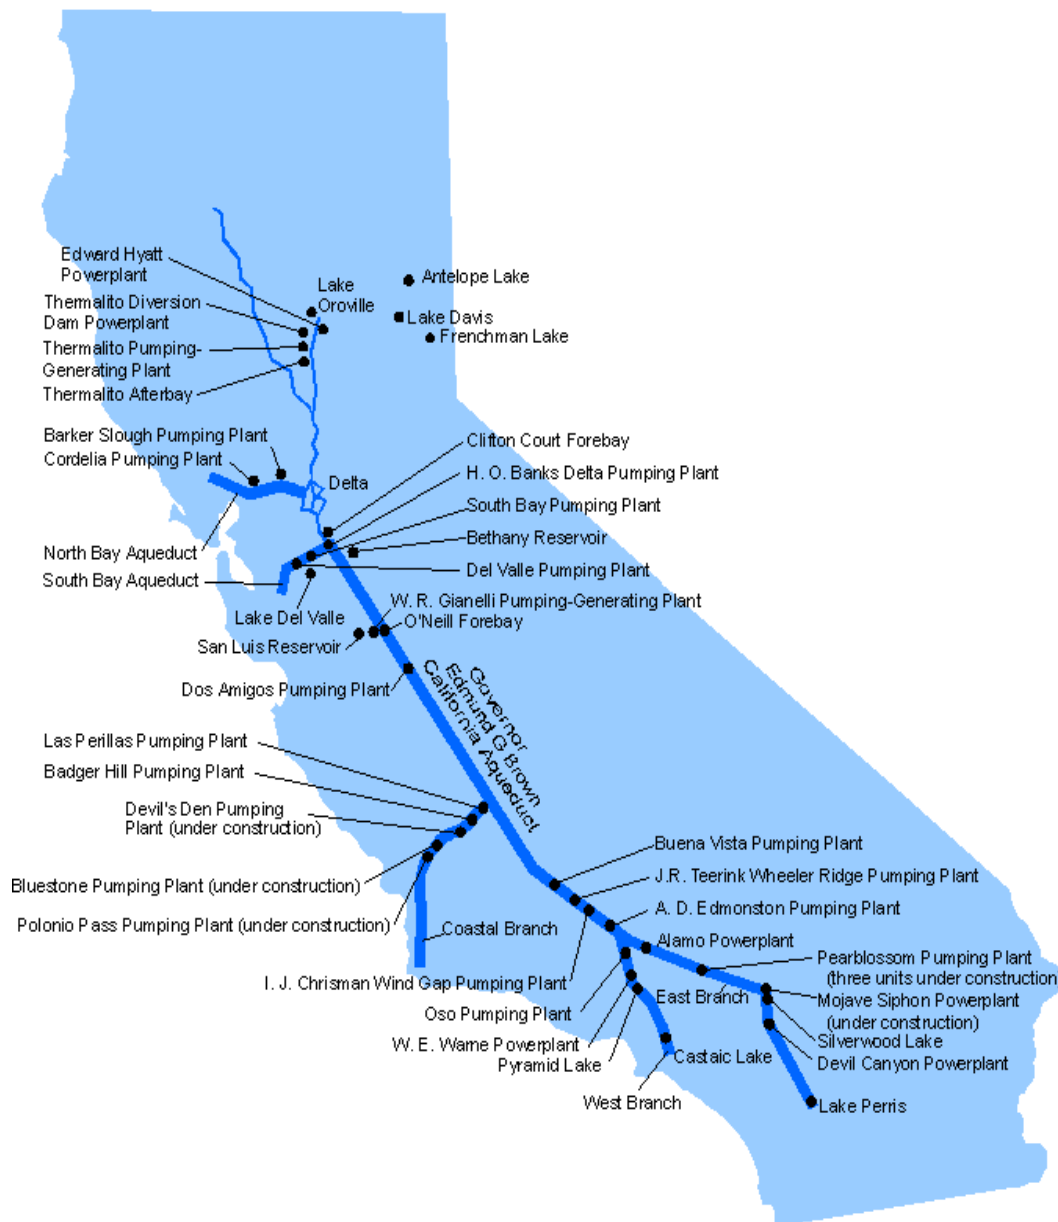 Edward Hyatt
Powerplant
Lake
Oroville
Antelope Lake
Thermalito Diversion
Dam Powerplant
Lake Davis
Frenchman Lake
Thermalito Pumping-
Generating Plant
Thermalito Afterbay
Barker Slough Pumping Plant
Cordelia Pumping Plant
Delta
Clifton Court Forebay
H. O. Banks Delta Pumping Plant
South Bay Pumping Plant
Bethany Reservoir
Del Valle Pumping Plant
North Bay Aqueduct
South Bay Aqueduct
Lake Del Valle
W. R. Gianelli Pumping-Generating Plant
O'Neill Forebay
San Luis Reservoir
Dos Amigos Pumping Plant
Governor
Edmund G Brown
California Aqueduct
Las Perillas Pumping Plant
Badger Hill Pumping Plant
Devil's Den Pumping
Plant (under construction)
Bluestone Pumping Plant (under construction)
Polonio Pass Pumping Plant (under construction)
Coastal Branch
Buena Vista Pumping Plant
J.R. Teerink Wheeler Ridge Pumping Plant
A. D. Edmonston Pumping Plant
Alamo Powerplant
Pearblossom Pumping Plant
(three units under construction
I. J. Chrisman Wind Gap Pumping Plant
East Branch
Mojave Siphon Powerplant
(under construction)
Oso Pumping Plant
Silverwood Lake
W. E. Warne Powerplant
Pyramid Lake
Castaic Lake
Devil Canyon Powerplant
West Branch
Lake Perris